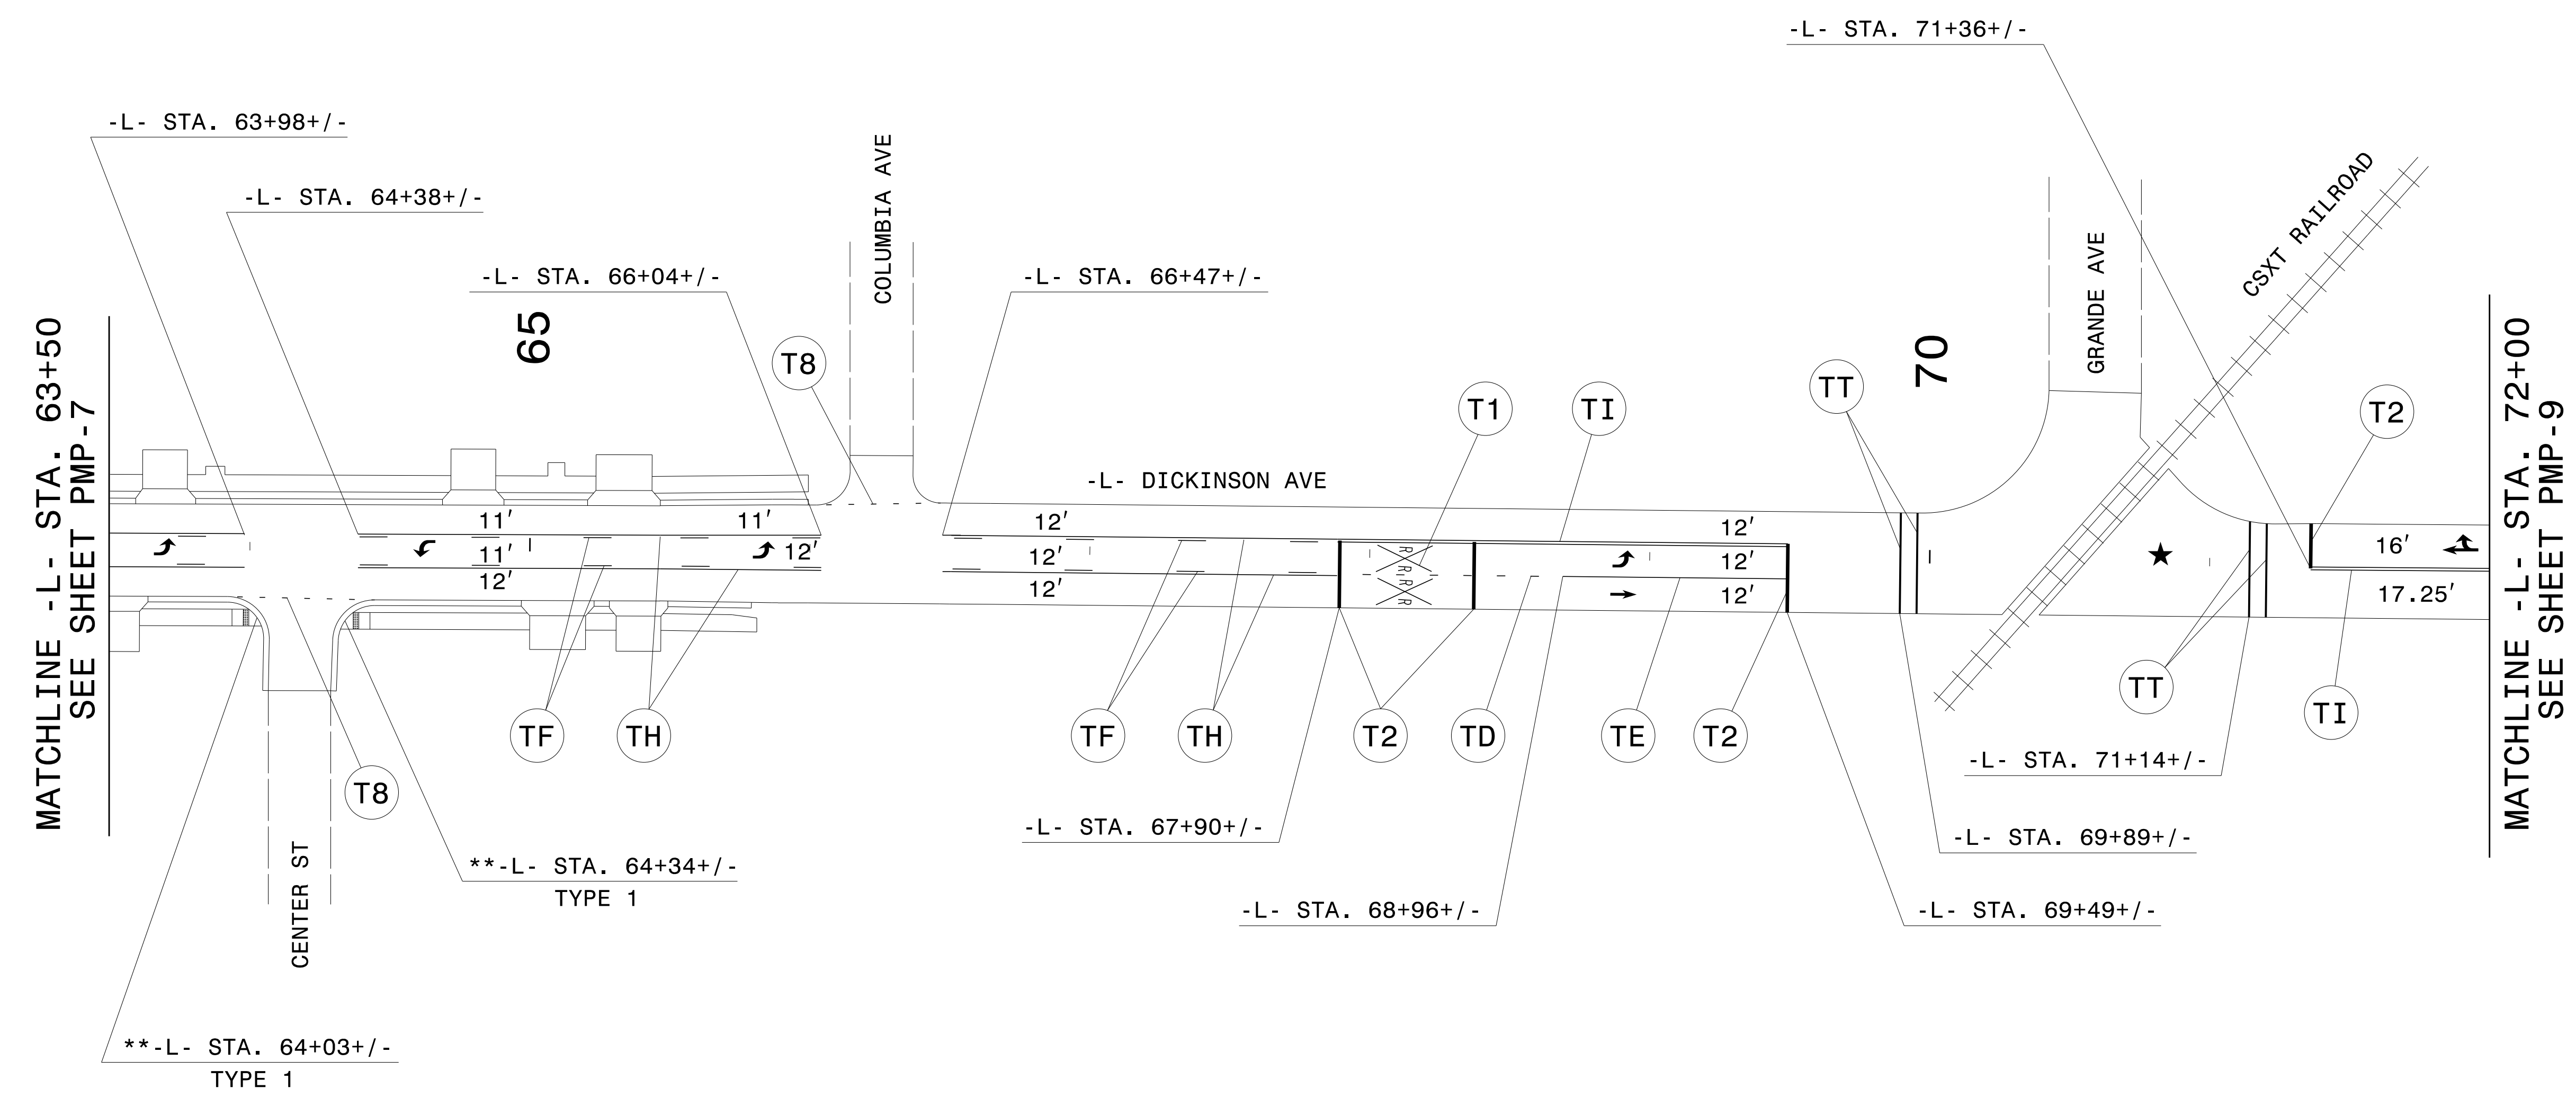 -L- STA. 71+36+/-
-L- STA. 63+98+/-
-L- STA. 64+38+/-
-L- STA. 66+04+/-
-L- STA. 66+47+/-
COLUMBIA AVE
GRANDE AVE
CSXT RAILROAD
MATCHLINE -L- STA. 63+50
SEE SHEET PMP-7
65
70
T8
T1
TI
TT
T2
-L- DICKINSON AVE
MATCHLINE -L- STA. 72+00
SEE SHEET PMP-9
11'
11'
12'
12'
11'
12'
12'
12'
16'
12'
12'
12'
12'
17.25'
R R
R R
TF
TH
TF
TH
T2
TD
TE
T2
TT
TI
T8
-L- STA. 71+14+/-
-L- STA. 67+90+/-
-L- STA. 69+89+/-
**-L- STA. 64+34+/-
TYPE 1
-L- STA. 68+96+/-
-L- STA. 69+49+/-
CENTER ST
**-L- STA. 64+03+/-
TYPE 1